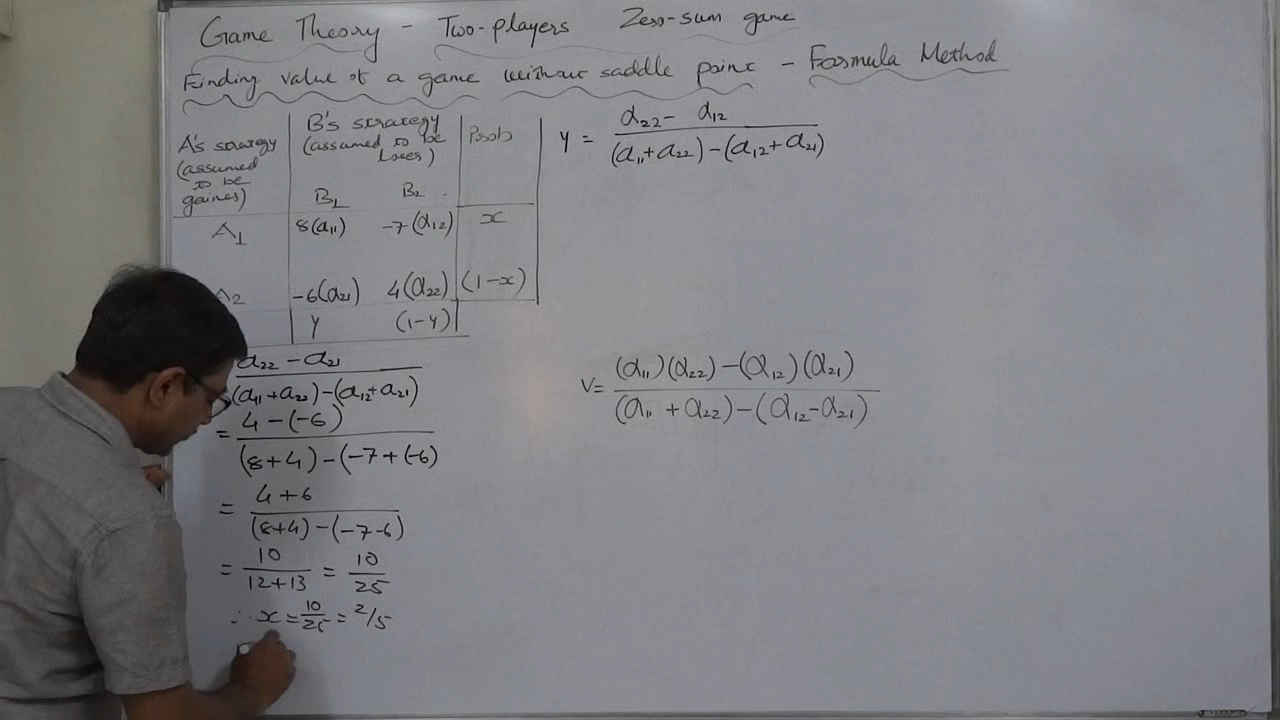 Game Theory - Two-players Zero-sum game
Finding value of a game without saddle point - Formula Method
A's strategy (assumed to be gainer)
B's strategy (assumed to be loser)
Prob
B1 B2
A1 8(a11) -7(a12) x
A2 -6(a21) 4(a22) (1-x)
y (1-y)
a22 - a21
(a11+a22)-(a12+a21)
= 4-(-6)
(8+4)-(-7+(-6)
= 4+6
(8+4)-(-7-6)
= 10 / 12+13 = 10 / 25
∴ x = 10/25 = 2/5
y = a22 - a12
(a11+a22)-(a12+a21)
V= (a11)(a22)-(a12)(a21)
(a11+a22)-(a12-a21)